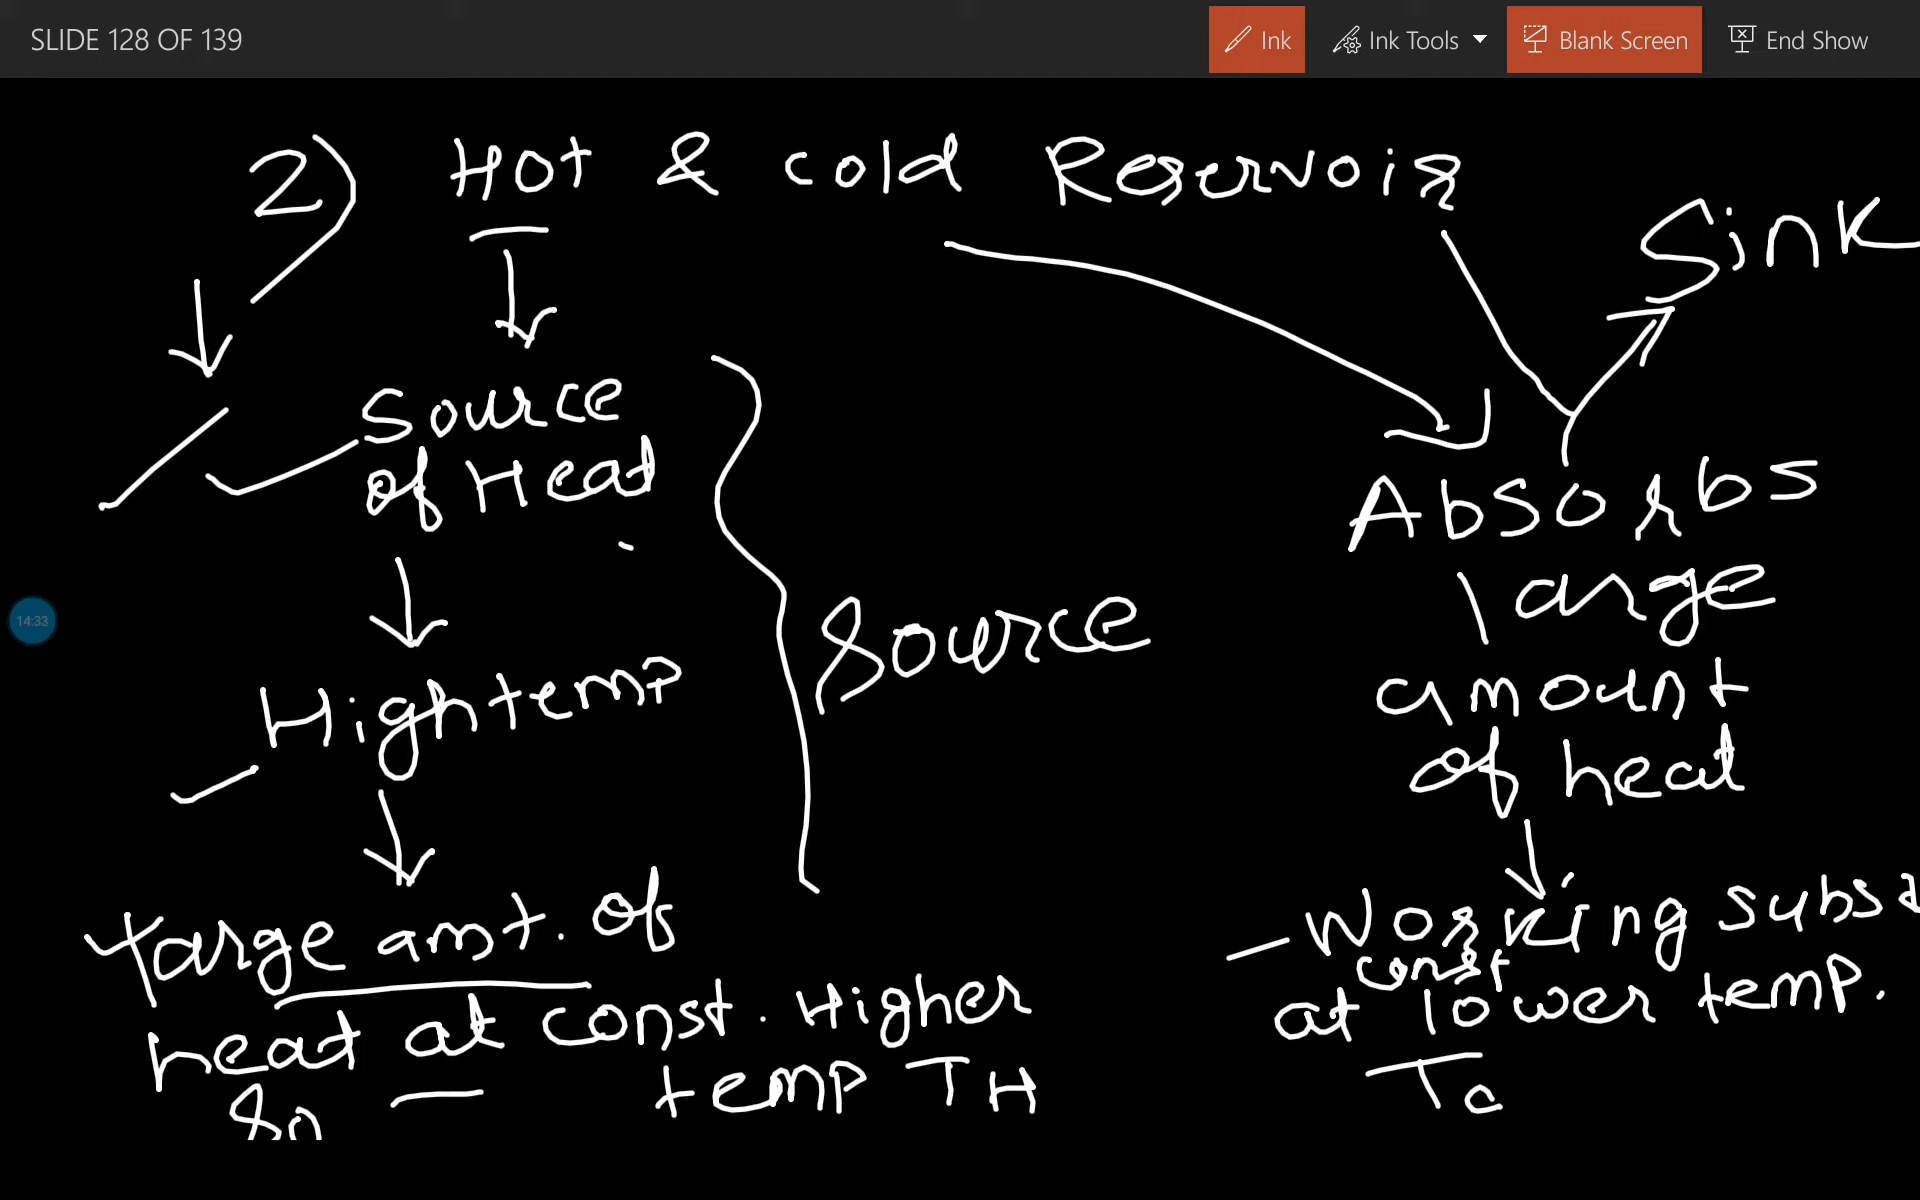 SLIDE 128 OF 139
Ink
Ink Tools
Blank Screen
End Show
2) Hot & cold Reservoir
Sink
Source
of Heat
High temp
Large amt. of
heat at const. Higher
temp TH
Source
14:33
Absorbs
large
amount
of heat
Working subst
const
at lower temp.
Tc